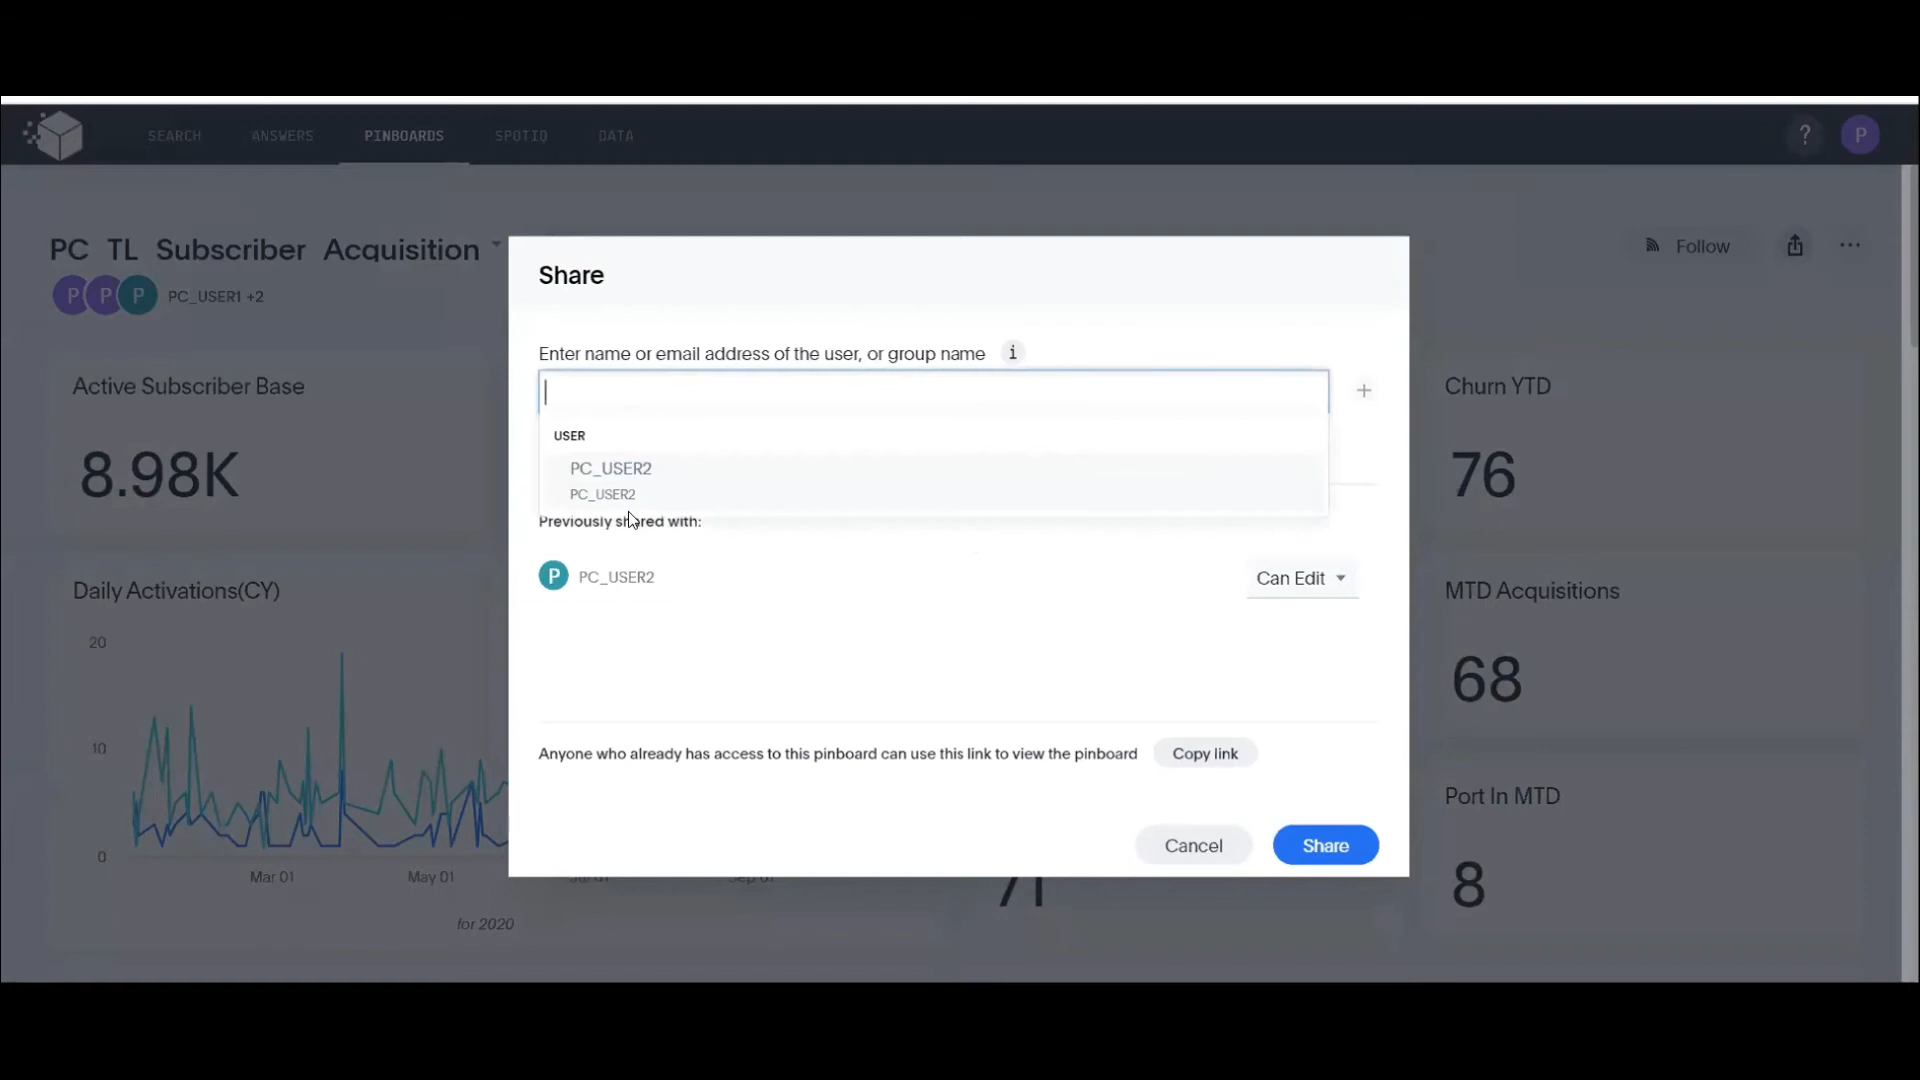 SEARCH ANSWERS PINBOARDS SPOTIQ DATA ? P
PC TL Subscriber Acquisition
Follow
P P P PC_USER1 +2
Share
Enter name or email address of the user, or group name i
USER
PC_USER2
PC_USER2
Previously shared with:
P PC_USER2 Can Edit
Anyone who already has access to this pinboard can use this link to view the pinboard Copy link
Cancel Share
Active Subscriber Base
8.98K
Churn YTD
76
Daily Activations(CY)
20
10
0
Mar 01 May 01
for 2020
MTD Acquisitions
68
71
Port In MTD
8